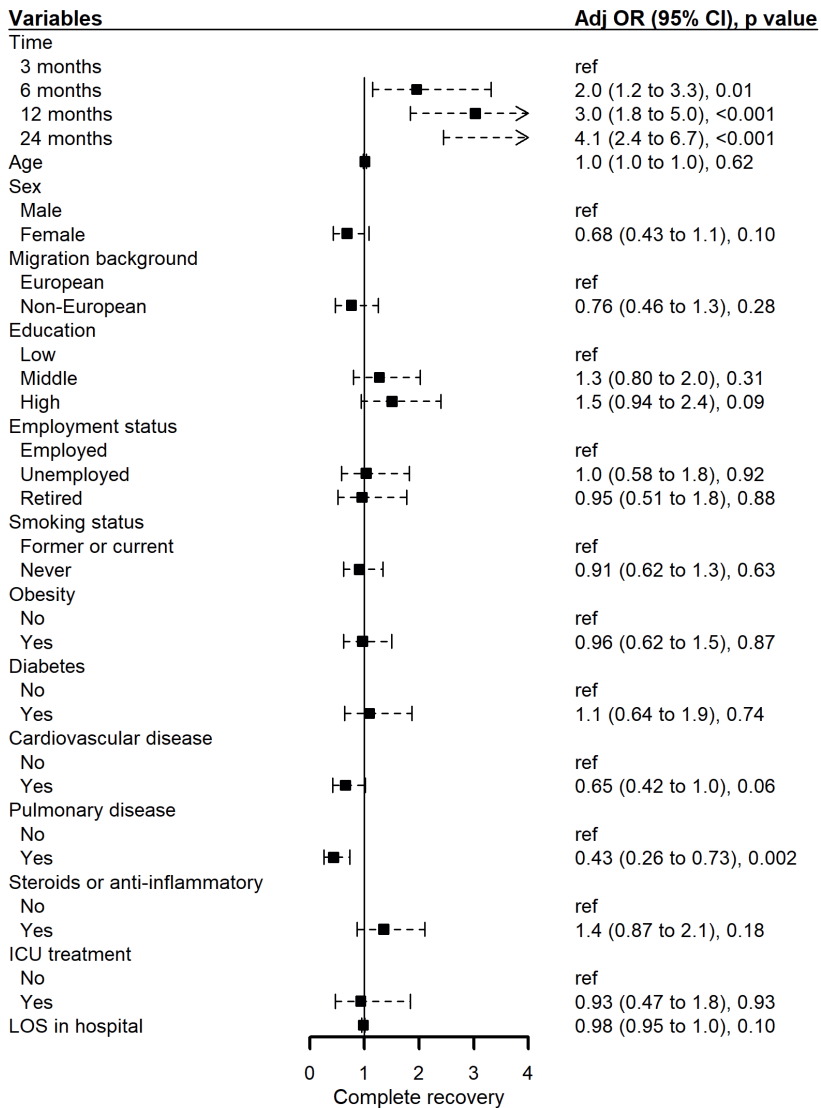 Variables Adj OR (95% CI), p value
Time
3 months ref
6 months 2.0 (1.2 to 3.3), 0.01
12 months 3.0 (1.8 to 5.0), <0.001
24 months 4.1 (2.4 to 6.7), <0.001
Age 1.0 (1.0 to 1.0), 0.62
Sex
Male ref
Female 0.68 (0.43 to 1.1), 0.10
Migration background
European ref
Non-European 0.76 (0.46 to 1.3), 0.28
Education
Low ref
Middle 1.3 (0.80 to 2.0), 0.31
High 1.5 (0.94 to 2.4), 0.09
Employment status
Employed ref
Unemployed 1.0 (0.58 to 1.8), 0.92
Retired 0.95 (0.51 to 1.8), 0.88
Smoking status
Former or current ref
Never 0.91 (0.62 to 1.3), 0.63
Obesity
No ref
Yes 0.96 (0.62 to 1.5), 0.87
Diabetes
No ref
Yes 1.1 (0.64 to 1.9), 0.74
Cardiovascular disease
No ref
Yes 0.65 (0.42 to 1.0), 0.06
Pulmonary disease
No ref
Yes 0.43 (0.26 to 0.73), 0.002
Steroids or anti-inflammatory
No ref
Yes 1.4 (0.87 to 2.1), 0.18
ICU treatment
No ref
Yes 0.93 (0.47 to 1.8), 0.93
LOS in hospital 0.98 (0.95 to 1.0), 0.10
0 1 2 3 4
Complete recovery